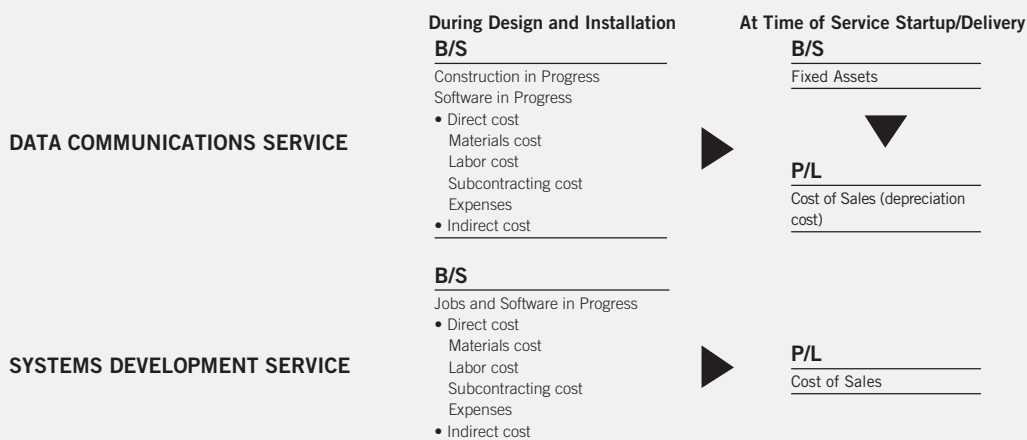 During Design and Installation
At Time of Service Startup/Delivery
DATA COMMUNICATIONS SERVICE
B/S
Construction in Progress
Software in Progress
• Direct cost
Materials cost
Labor cost
Subcontracting cost
Expenses
• Indirect cost
B/S
Fixed Assets
P/L
Cost of Sales (depreciation
cost)
SYSTEMS DEVELOPMENT SERVICE
B/S
Jobs and Software in Progress
• Direct cost
Materials cost
Labor cost
Subcontracting cost
Expenses
• Indirect cost
P/L
Cost of Sales